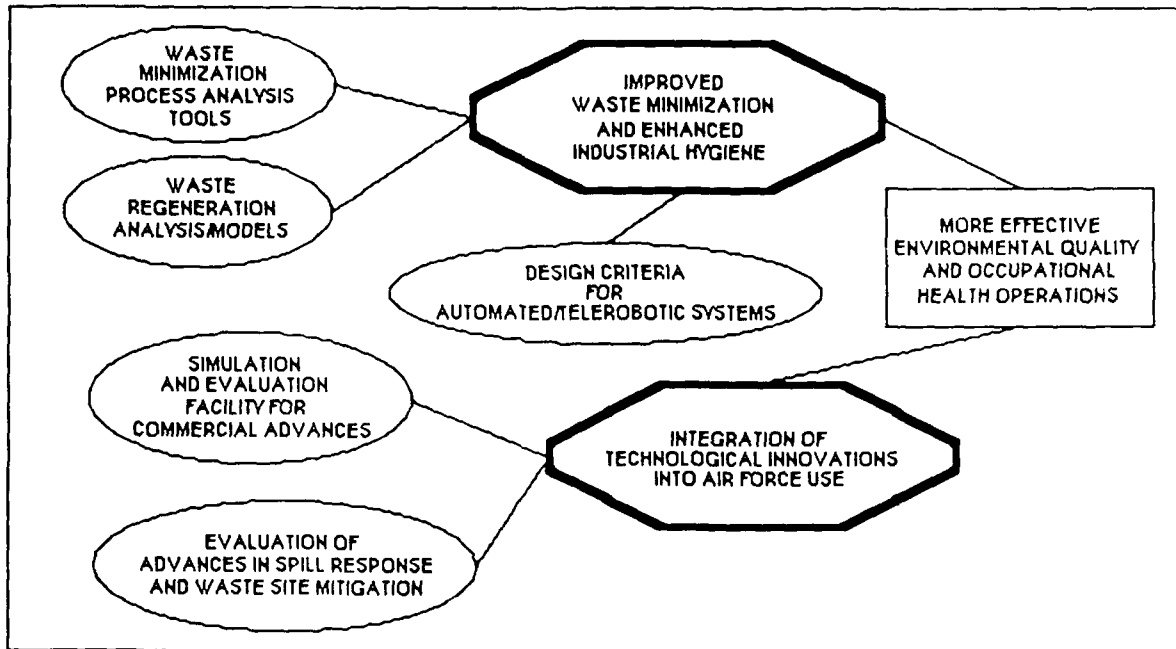 WASTE
MINIMIZATION
PROCESS ANALYSIS
TOOLS
IMPROVED
WASTE MINIMIZATION
AND ENHANCED
INDUSTRIAL HYGIENE
WASTE
REGENERATION
ANALYSIS/MODELS
MORE EFFECTIVE
ENVIRONMENTAL QUALITY
AND OCCUPATIONAL
HEALTH OPERATIONS
DESIGN CRITERIA
FOR
AUTOMATED/TELEROBOTIC SYSTEMS
SIMULATION
AND EVALUATION
FACILITY FOR
COMMERCIAL ADVANCES
INTEGRATION OF
TECHNOLOGICAL INNOVATIONS
INTO AIR FORCE USE
EVALUATION OF
ADVANCES IN SPILL RESPONSE
AND WASTE SITE MITIGATION